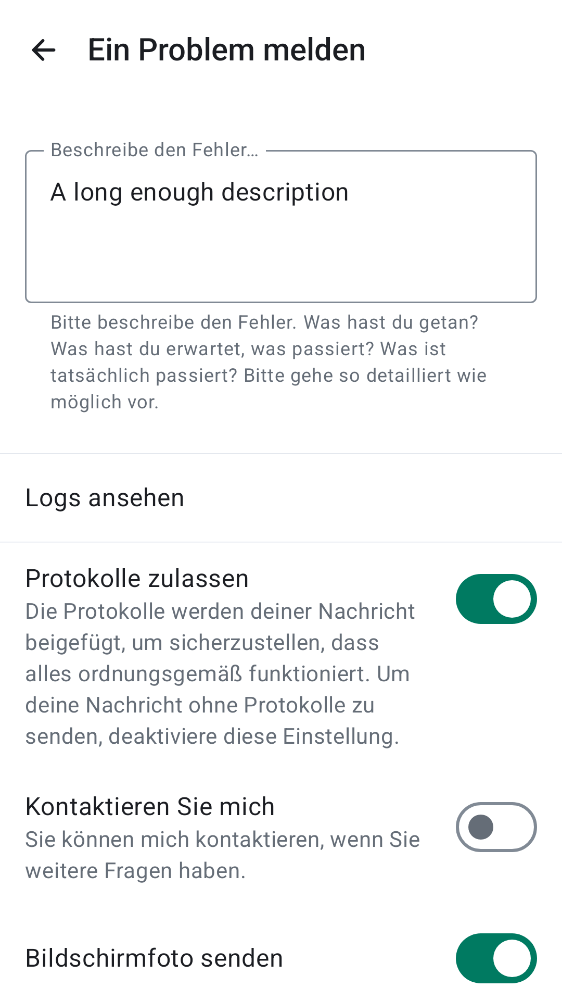 Ein Problem melden
Beschreibe den Fehler…
A long enough description
Bitte beschreibe den Fehler. Was hast du getan?
Was hast du erwartet, was passiert? Was ist
tatsächlich passiert? Bitte gehe so detailliert wie
möglich vor.
Logs ansehen
Protokolle zulassen
Die Protokolle werden deiner Nachricht
beigefügt, um sicherzustellen, dass
alles ordnungsgemäß funktioniert. Um
deine Nachricht ohne Protokolle zu
senden, deaktiviere diese Einstellung.
Kontaktieren Sie mich
Sie können mich kontaktieren, wenn Sie
weitere Fragen haben.
Bildschirmfoto senden